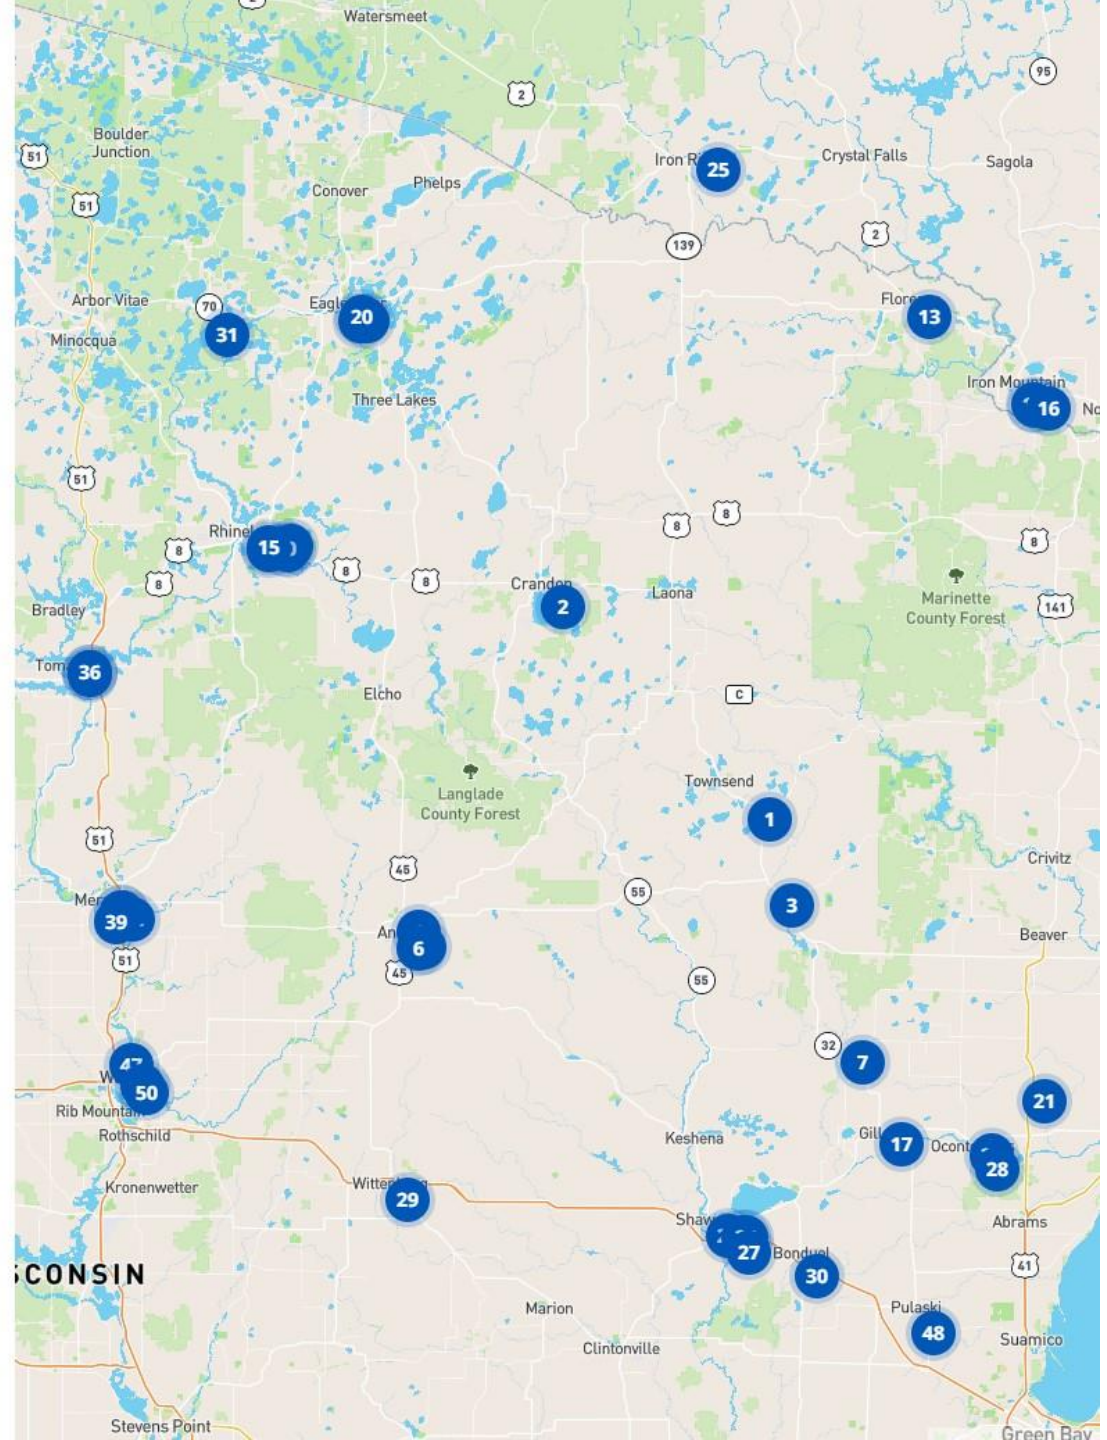 Watersmeet
2
95
Boulder
Junction
51
Iron R
25
Crystal Falls
Sagola
Phelps
Conover
51
2
139
Arbor Vitae
70
Eagle
20
Flore
13
31
Minocqua
Iron Mountain
16
No
Three Lakes
51
8
8
Rhinel
15
8
8
8
8
8
Crandon
2
Laona
Marinette
County Forest
141
Bradley
Tom
36
Elcho
C
Langlade
County Forest
Townsend
1
51
45
Crivitz
55
Mer
39
3
An
6
Beaver
51
45
55
32
7
47
W
50
21
Rib Mountain
Rothschild
Keshena
Gill
17
Ocont
28
Kronenwetter
Wittenberg
29
Shaw
27
Bonduel
30
Abrams
41
SCONSIN
Marion
Pulaski
48
Clintonville
Suamico
Stevens Point
Green Bay